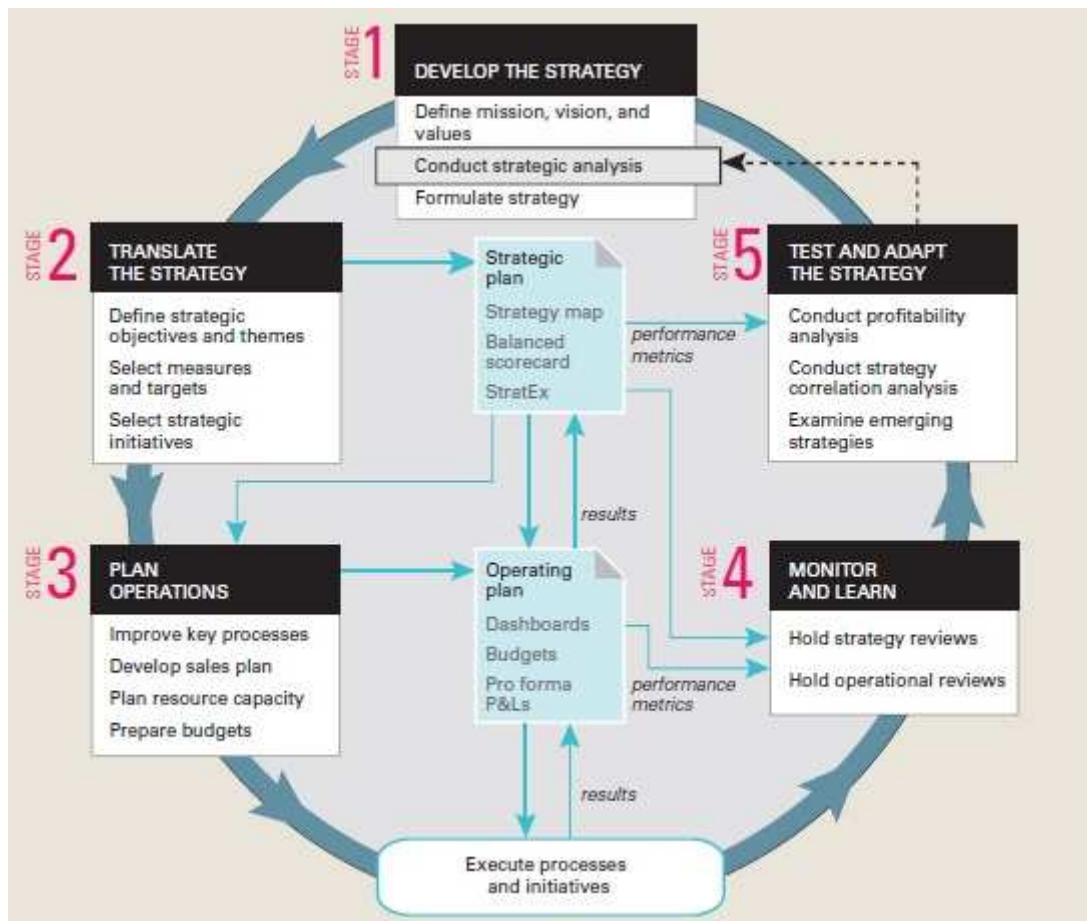 STAGE 1
DEVELOP THE STRATEGY
Define mission, vision, and
values
Conduct strategic analysis
Formulate strategy
STAGE 2
TRANSLATE
THE STRATEGY
Define strategic
objectives and themes
Select measures
and targets
Select strategic
initiatives
Strategic
plan
Strategy map
Balanced
scorecard
StratEx
performance
metrics
STAGE 5
TEST AND ADAPT
THE STRATEGY
Conduct profitability
analysis
Conduct strategy
correlation analysis
Examine emerging
strategies
results
STAGE 3
PLAN
OPERATIONS
Improve key processes
Develop sales plan
Plan resource capacity
Prepare budgets
Operating
plan
Dashboards
Budgets
Pro forma
P&Ls
performance
metrics
STAGE 4
MONITOR
AND LEARN
Hold strategy reviews
Hold operational reviews
results
Execute processes
and initiatives